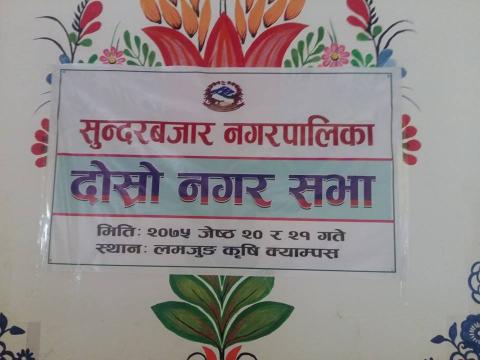 सुन्दरबजार नगरपालिका
दोस्रो नगर सभा
मितिः २०७५ जेष्ठ २० र २१ गते
स्थानः लमजुङ कृषि क्याम्पस